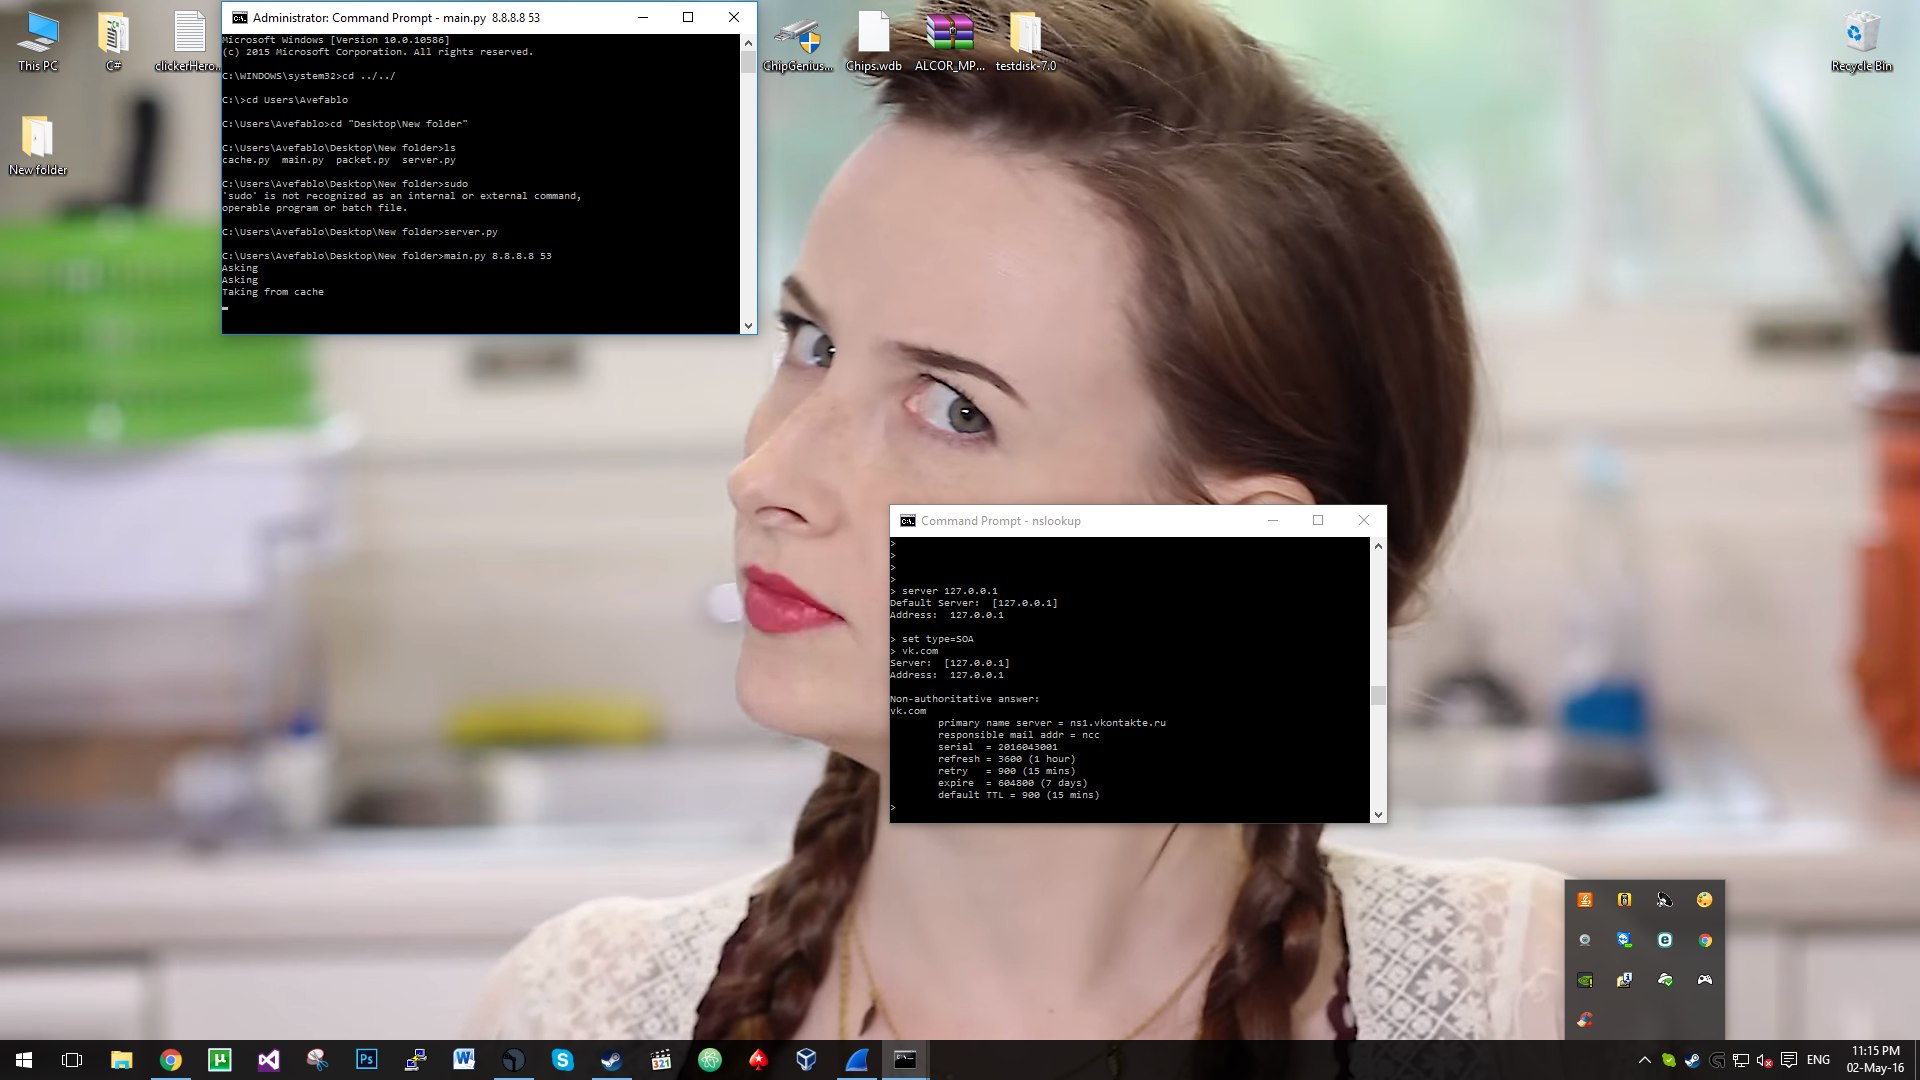 Administrator: Command Prompt - main.py 8.8.8.8 53
Microsoft Windows [Version 10.0.10586]
(c) 2015 Microsoft Corporation. All rights reserved.
C:\WINDOWS\system32>cd ../../
C:\>cd Users\Avefablo
C:\Users\Avefablo>cd "Desktop\New folder"
C:\Users\Avefablo\Desktop\New folder>ls
cache.py main.py packet.py server.py
C:\Users\Avefablo\Desktop\New folder>sudo
'sudo' is not recognized as an internal or external command,
operable program or batch file.
C:\Users\Avefablo\Desktop\New folder>server.py
C:\Users\Avefablo\Desktop\New folder>main.py 8.8.8.8 53
Asking
Asking
Taking from cache
This PC
C#
clickerHero...
ChipGenius...
Chips.wdb
ALCOR_MP...
testdisk-7.0
Recycle Bin
New folder
Command Prompt - nslookup
>
>
>
>
> server 127.0.0.1
Default Server: [127.0.0.1]
Address: 127.0.0.1
> set type=SOA
> vk.com
Server: [127.0.0.1]
Address: 127.0.0.1
Non-authoritative answer:
vk.com
primary name server = ns1.vkontakte.ru
responsible mail addr = ncc
serial = 2016043001
refresh = 3600 (1 hour)
retry = 900 (15 mins)
expire = 604800 (7 days)
default TTL = 900 (15 mins)
>
Ps
321
ENG
11:15 PM
02-May-16